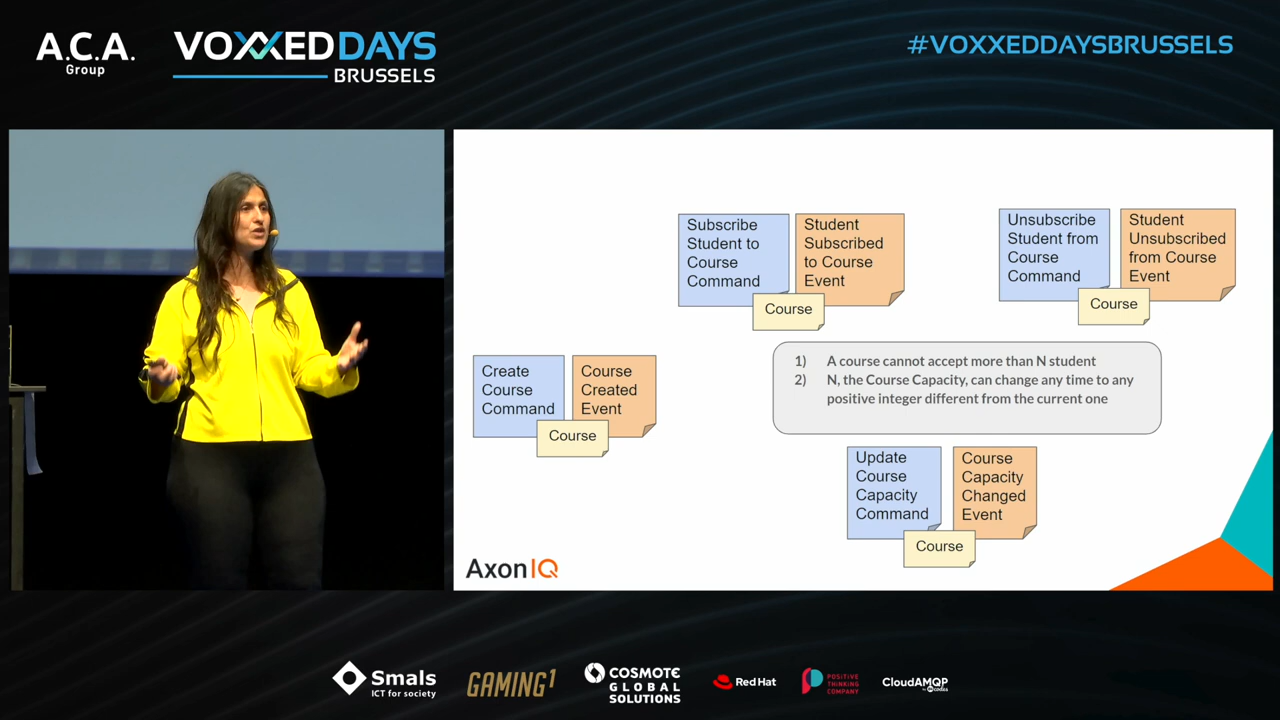 A.C.A.
Group
VOXXEDDAYS
BRUSSELS
#VOXXEDDAYSBRUSSELS
Subscribe
Student to
Course
Command
Student
Subscribed
to Course
Event
Course
Unsubscribe
Student from
Course
Command
Student
Unsubscribed
from Course
Event
Course
Create
Course
Command
Course
Created
Event
Course
1) A course cannot accept more than N student
2) N, the Course Capacity, can change any time to any
positive integer different from the current one
Update
Course
Capacity
Command
Course
Capacity
Changed
Event
Course
AxonIQ
Smals
ICT for society
GAMING1
COSMOTE
GLOBAL
SOLUTIONS
Red Hat
POSITIVE
THINKING
COMPANY
CloudAMQP